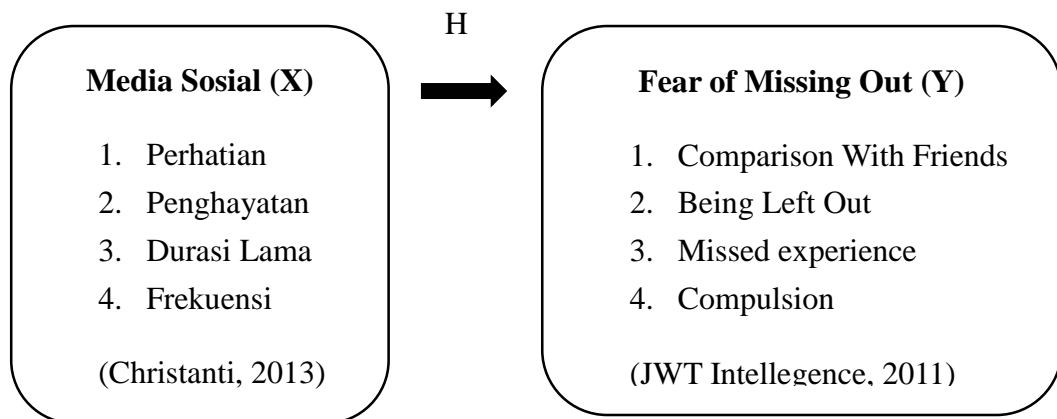 H
Media Sosial (X)
1. Perhatian
2. Penghayatan
3. Durasi Lama
4. Frekuensi
(Christanti, 2013)
Fear of Missing Out (Y)
1. Comparison With Friends
2. Being Left Out
3. Missed experience
4. Compulsion
(JWT Intellegence, 2011)